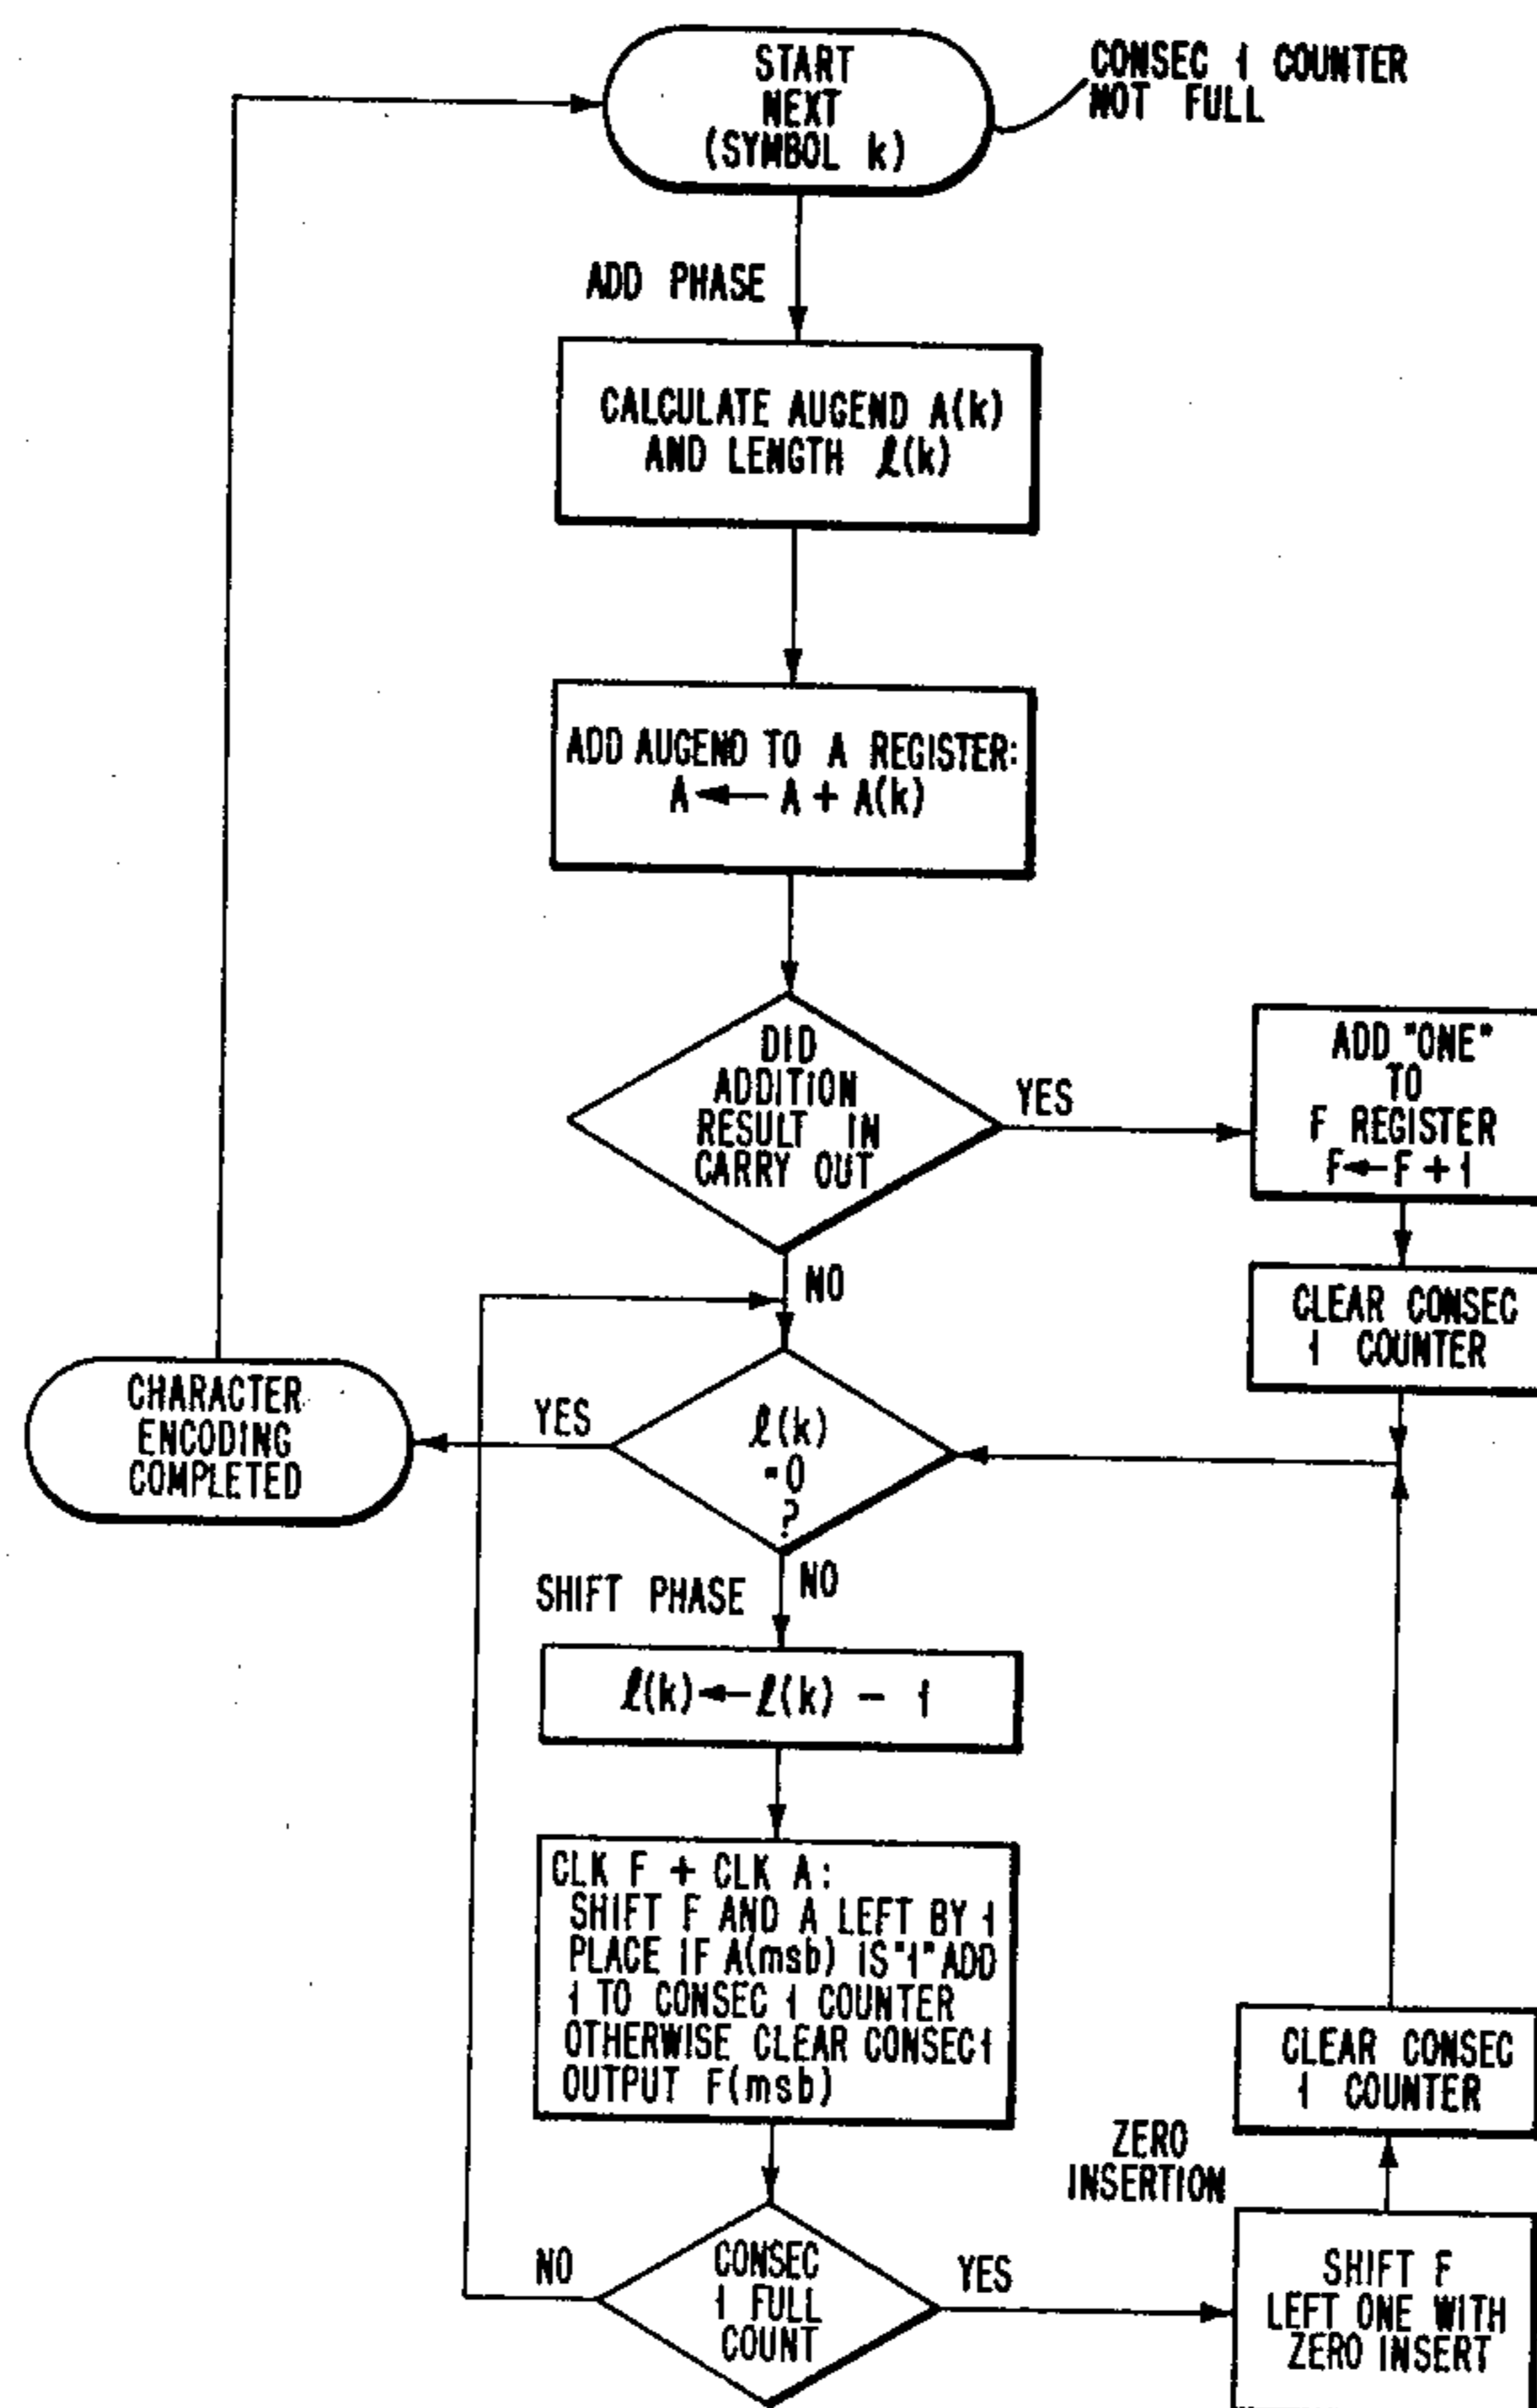 START
NEXT
(SYMBOL k)
CONSEC 1 COUNTER
NOT FULL
ADD PHASE
CALCULATE AUGEND A(k)
AND LENGTH ℓ(k)
ADD AUGEND TO A REGISTER:
A ← A + A(k)
DID
ADDITION
RESULT IN
CARRY OUT
YES
ADD "ONE"
TO
F REGISTER
F ← F + 1
NO
CLEAR CONSEC
1 COUNTER
CHARACTER
ENCODING
COMPLETED
YES
ℓ(k)
=0
?
SHIFT PHASE
NO
ℓ(k) ← ℓ(k) - 1
CLK F + CLK A:
SHIFT F AND A LEFT BY 1
PLACE IF A(msb) IS "1" ADD
1 TO CONSEC 1 COUNTER
OTHERWISE CLEAR CONSEC 1
OUTPUT F(msb)
CLEAR CONSEC
1 COUNTER
ZERO
INSERTION
NO
CONSEC
1 FULL
COUNT
YES
SHIFT F
LEFT ONE WITH
ZERO INSERT